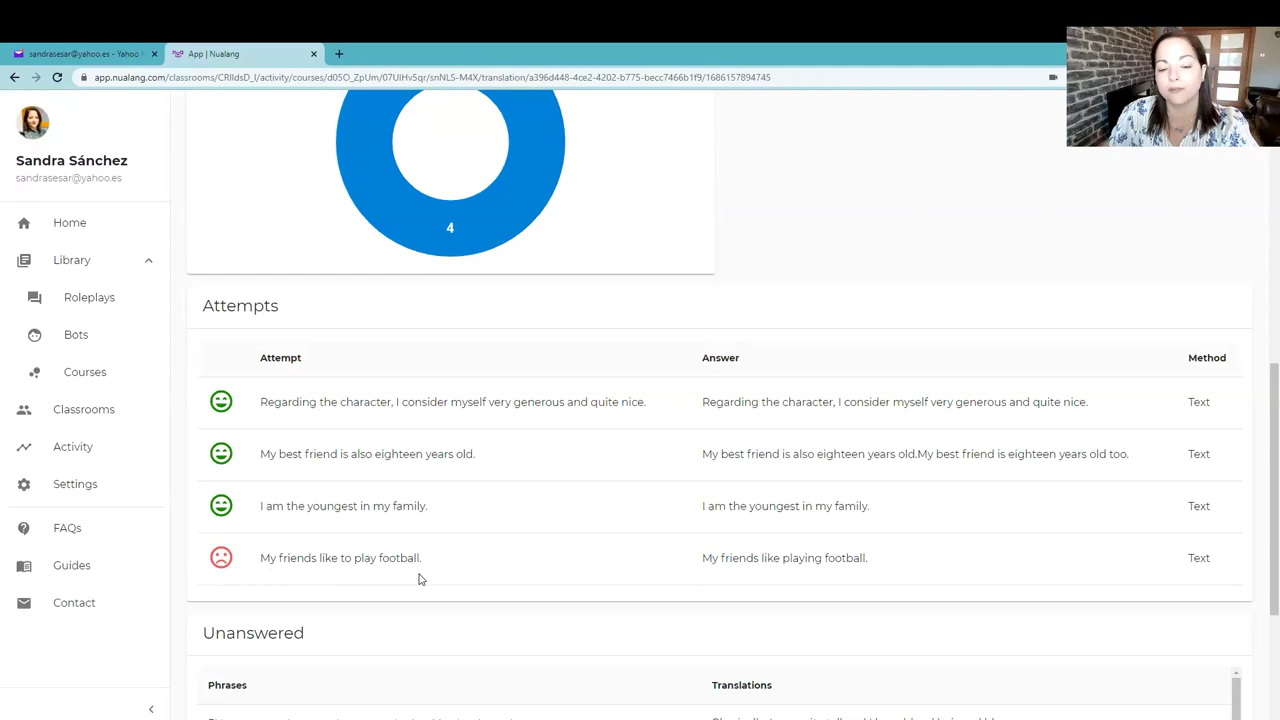 sandrasesar@yahoo.es - Yahoo
App | Nualang
app.nualang.com/classrooms/CRlldsD_l/activity/courses/d05O_ZpUm/07UlHv5qi/snNLS-M4X/translation/a396d448-4ce2-4202-b775-becc7466b1f9/1686157894745
Sandra Sánchez
sandrasesar@yahoo.es
Home
Library
Roleplays
Bots
Courses
Classrooms
Activity
Settings
FAQs
Guides
Contact
4
Attempts
Attempt Answer Method
Regarding the character, I consider myself very generous and quite nice. Regarding the character, I consider myself very generous and quite nice. Text
My best friend is also eighteen years old. My best friend is also eighteen years old.My best friend is eighteen years old too. Text
I am the youngest in my family. I am the youngest in my family. Text
My friends like to play football. My friends like playing football. Text
Unanswered
Phrases Translations